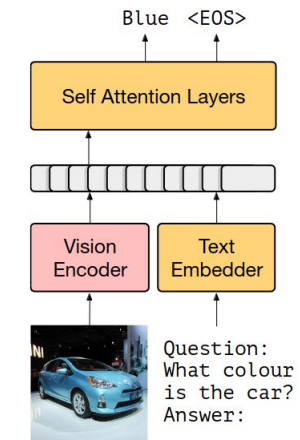 Blue <EOS>
Self Attention Layers
Vision
Encoder
Text
Embedder
Question:
What colour
is the car?
Answer: